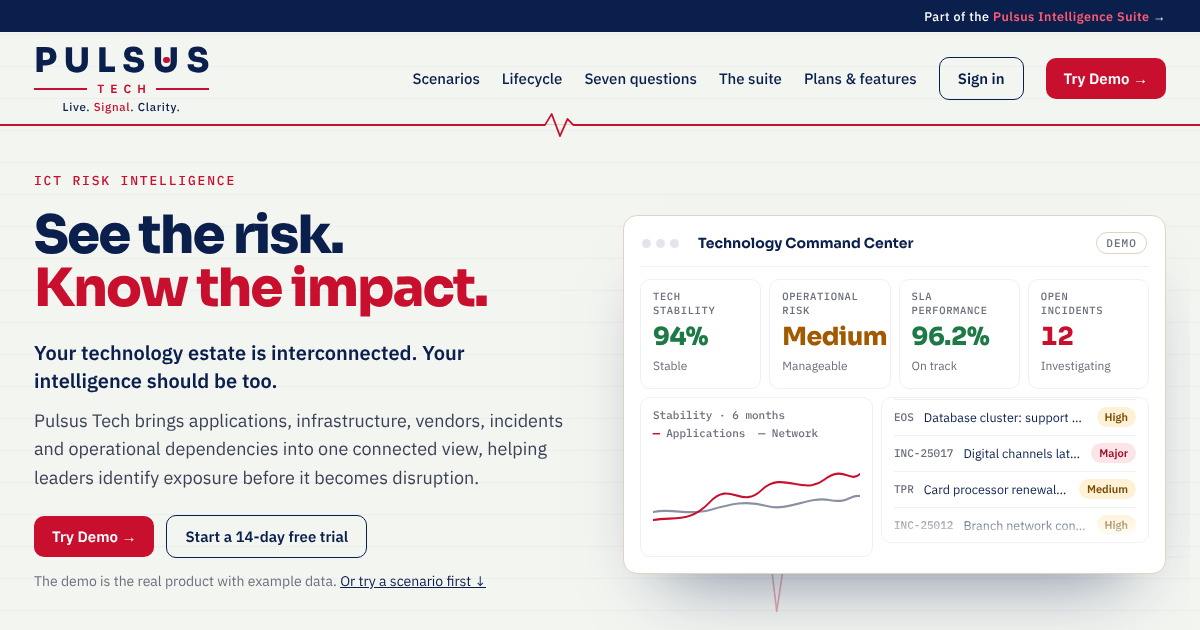 Part of the Pulsus Intelligence Suite →
PULSUS
TECH
Live. Signal. Clarity.
Scenarios
Lifecycle
Seven questions
The suite
Plans & features
Sign in
Try Demo →
ICT RISK INTELLIGENCE
See the risk.
Know the impact.
Your technology estate is interconnected. Your
intelligence should be too.
Pulsus Tech brings applications, infrastructure, vendors, incidents
and operational dependencies into one connected view, helping
leaders identify exposure before it becomes disruption.
Try Demo →
Start a 14-day free trial
The demo is the real product with example data. Or try a scenario first ↓
Technology Command Center
DEMO
TECH
STABILITY
94%
Stable
OPERATIONAL
RISK
Medium
Manageable
SLA
PERFORMANCE
96.2%
On track
OPEN
INCIDENTS
12
Investigating
Stability · 6 months
Applications
Network
EOS Database cluster: support ... High
INC-25017 Digital channels lat... Major
TPR Card processor renewal... Medium
INC-25012 Branch network con... High